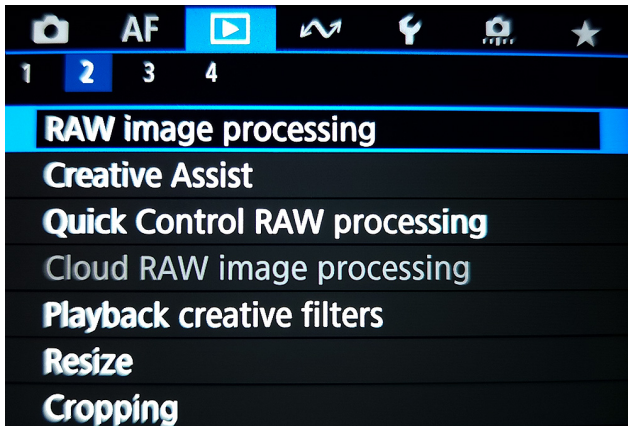 AF
1 2 3 4
RAW image processing
Creative Assist
Quick Control RAW processing
Cloud RAW image processing
Playback creative filters
Resize
Cropping